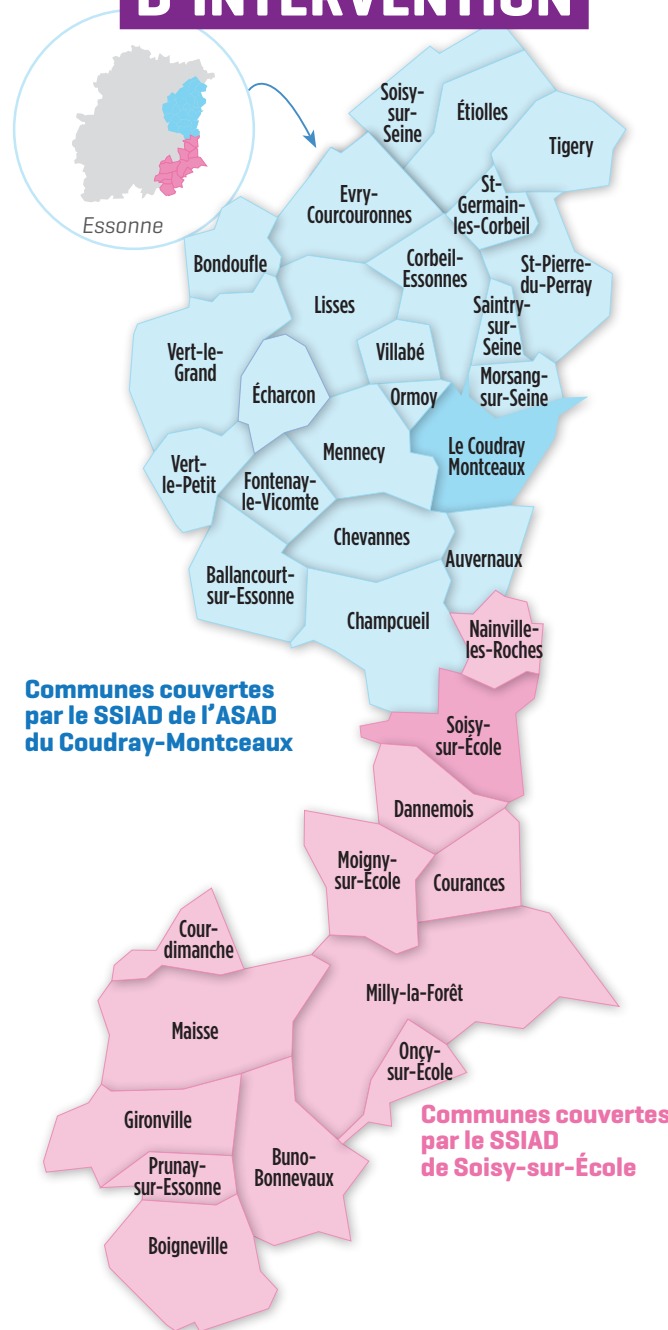 D'INTERVENTION
Essonne
Soisy-
sur-
Seine
Étiolles
Tigery
Evry-
Courcouronnes
St-
Germain-
les-Corbeil
Bondoufle
Corbeil-
Essonnes
St-Pierre-
du-Perray
Lisses
Saintry-
sur-
Seine
Vert-le-
Grand
Villabé
Écharcon
Ormoy
Morsang-
sur-Seine
Mennecy
Le Coudray
Montceaux
Vert-
le-Petit
Fontenay-
le-Vicomte
Chevannes
Auvernaux
Ballancourt-
sur-Essonne
Champcueil
Nainville-
les-Roches
Communes couvertes
par le SSIAD de l'ASAD
du Coudray-Montceaux
Soisy-
sur-École
Dannemois
Moigny-
sur-École
Courances
Cour-
dimanche
Milly-la-Forêt
Maisse
Onçy-
sur-École
Gironville
Communes couvertes
par le SSIAD
de Soisy-sur-École
Prunay-
sur-Essonne
Buno-
Bonnevaux
Boigneville